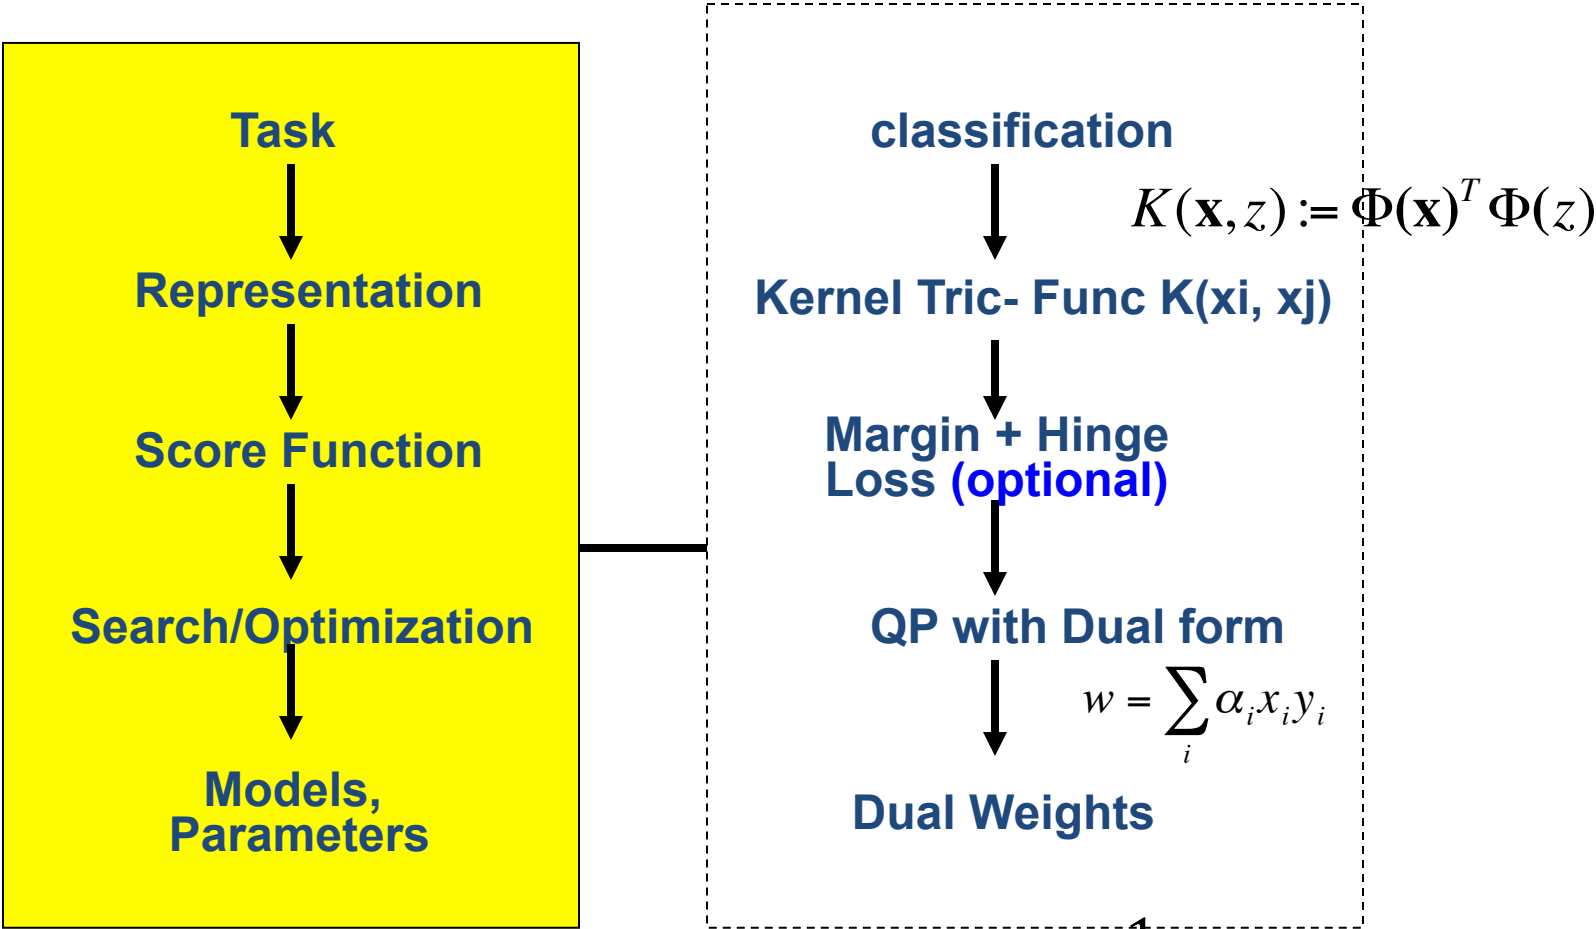 Task
Representation
Score Function
Search/Optimization
Models,
Parameters
classification
K(x,z) := Φ(x)^T Φ(z)
Kernel Tric- Func K(xi, xj)
Margin + Hinge
Loss (optional)
QP with Dual form
w = ∑_i α_i x_i y_i
Dual Weights